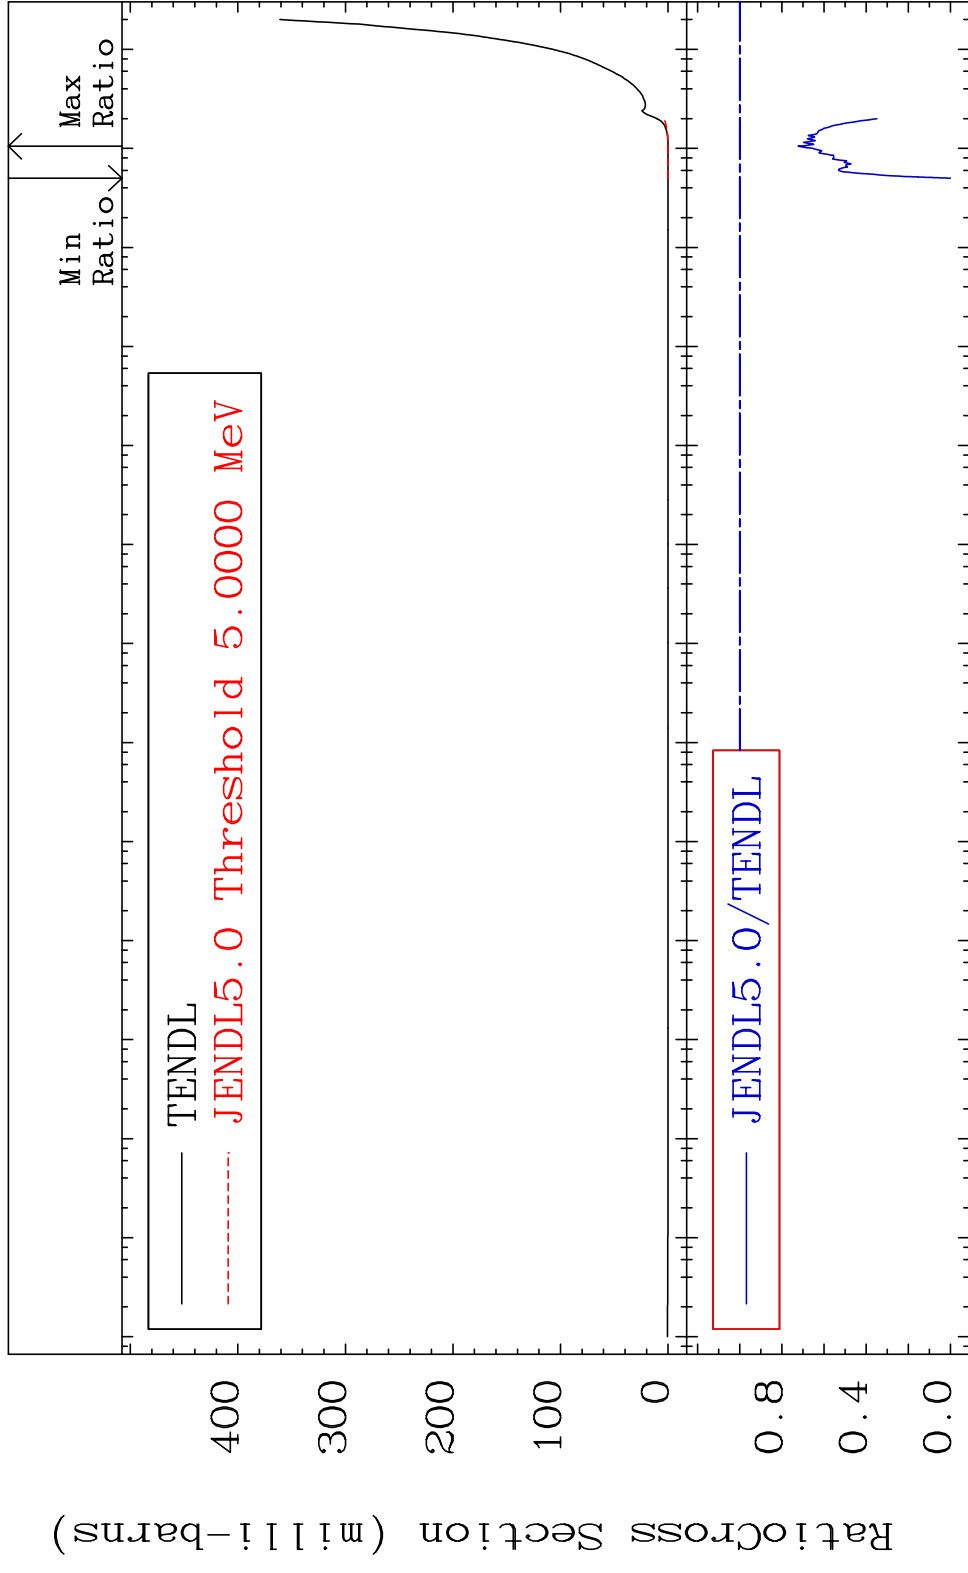 Max
Ratio
Min
Ratio
TENDL
JENDL5.0 Threshold 5.0000 MeV
JENDL5.0/TENDL
400
300
200
100
0
0.8
0.4
0.0
Cross Section (milli-barns)
Ratio